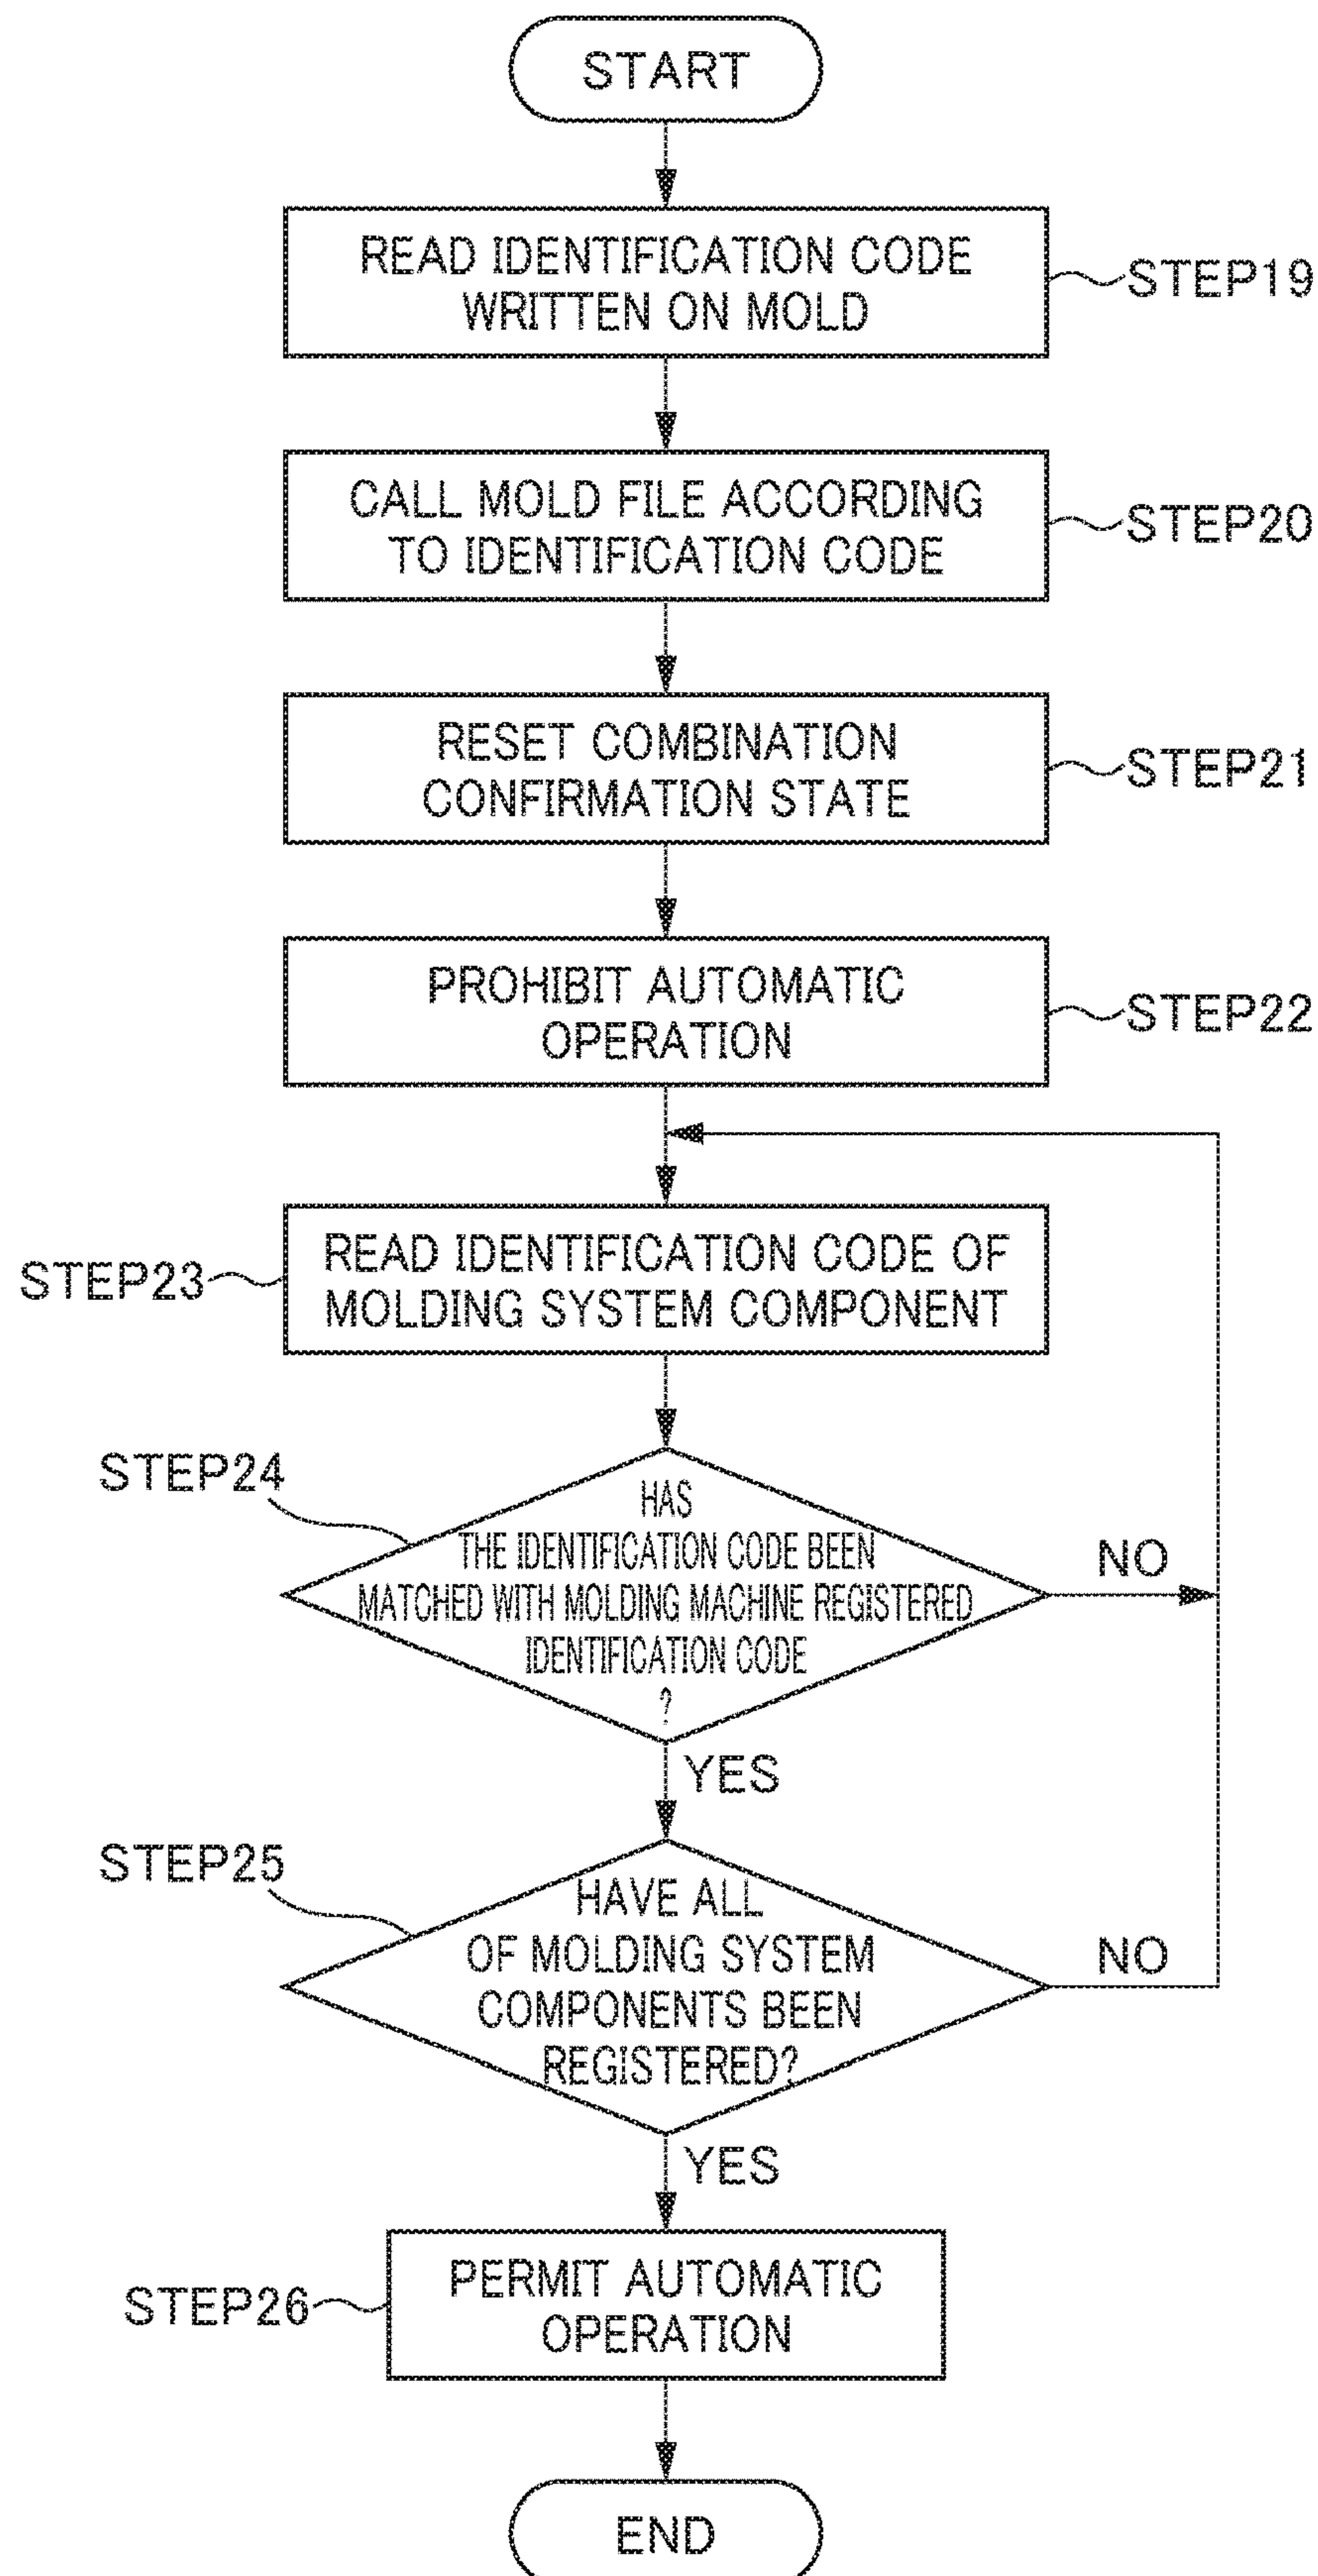 START
READ IDENTIFICATION CODE
WRITTEN ON MOLD
STEP19
CALL MOLD FILE ACCORDING
TO IDENTIFICATION CODE
STEP20
RESET COMBINATION
CONFIRMATION STATE
STEP21
PROHIBIT AUTOMATIC
OPERATION
STEP22
STEP23
READ IDENTIFICATION CODE OF
MOLDING SYSTEM COMPONENT
STEP24
HAS
THE IDENTIFICATION CODE BEEN
MATCHED WITH MOLDING MACHINE REGISTERED
IDENTIFICATION CODE
?
NO
YES
STEP25
HAVE ALL
OF MOLDING SYSTEM
COMPONENTS BEEN
REGISTERED?
NO
YES
STEP26
PERMIT AUTOMATIC
OPERATION
END